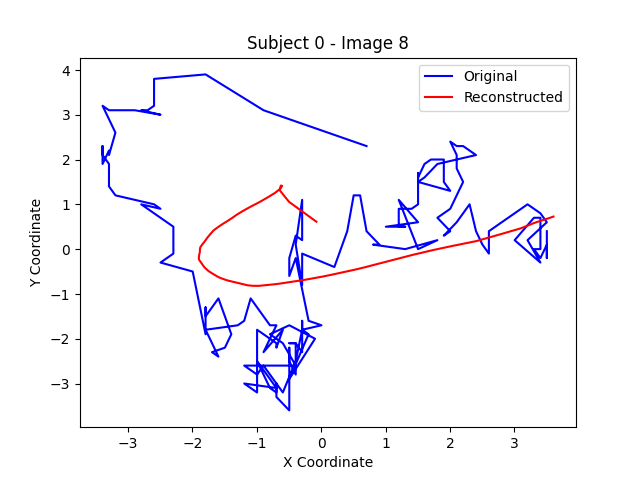 Subject 0 - Image 8
Original
Reconstructed
Y Coordinate
4
3
2
1
0
−1
−2
−3
−3 −2 −1 0 1 2 3
X Coordinate